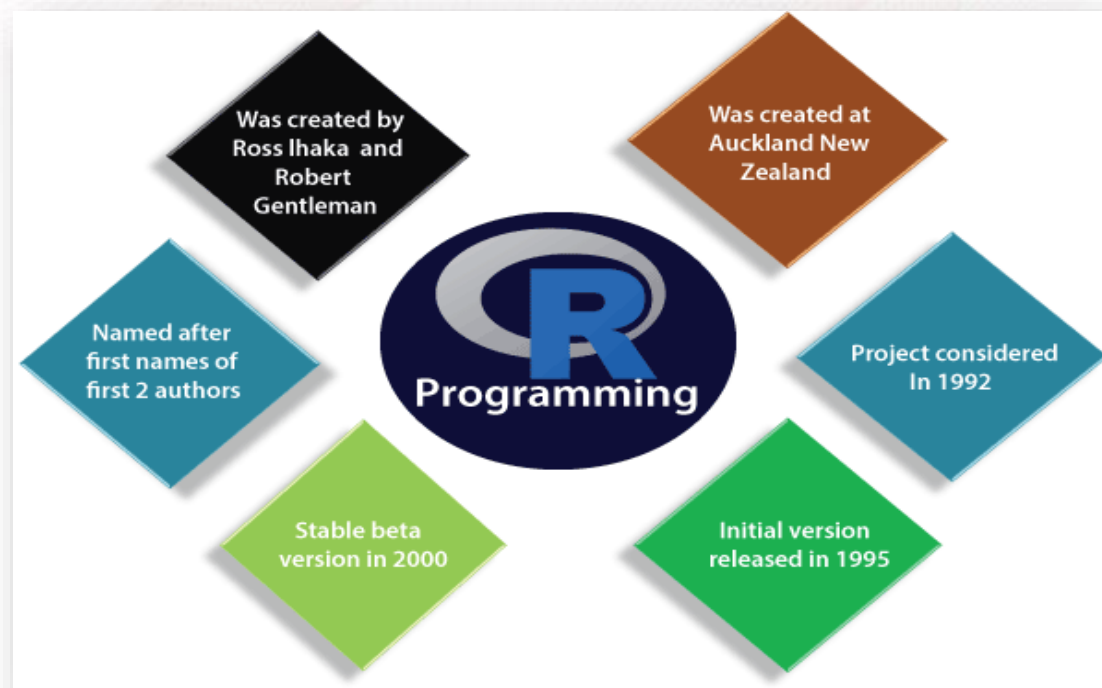 Was created by
Ross Ihaka and
Robert
Gentleman
Was created at
Auckland New
Zealand
Named after
first names of
first 2 authors
R
Programming
Project considered
In 1992
Stable beta
version in 2000
Initial version
released in 1995